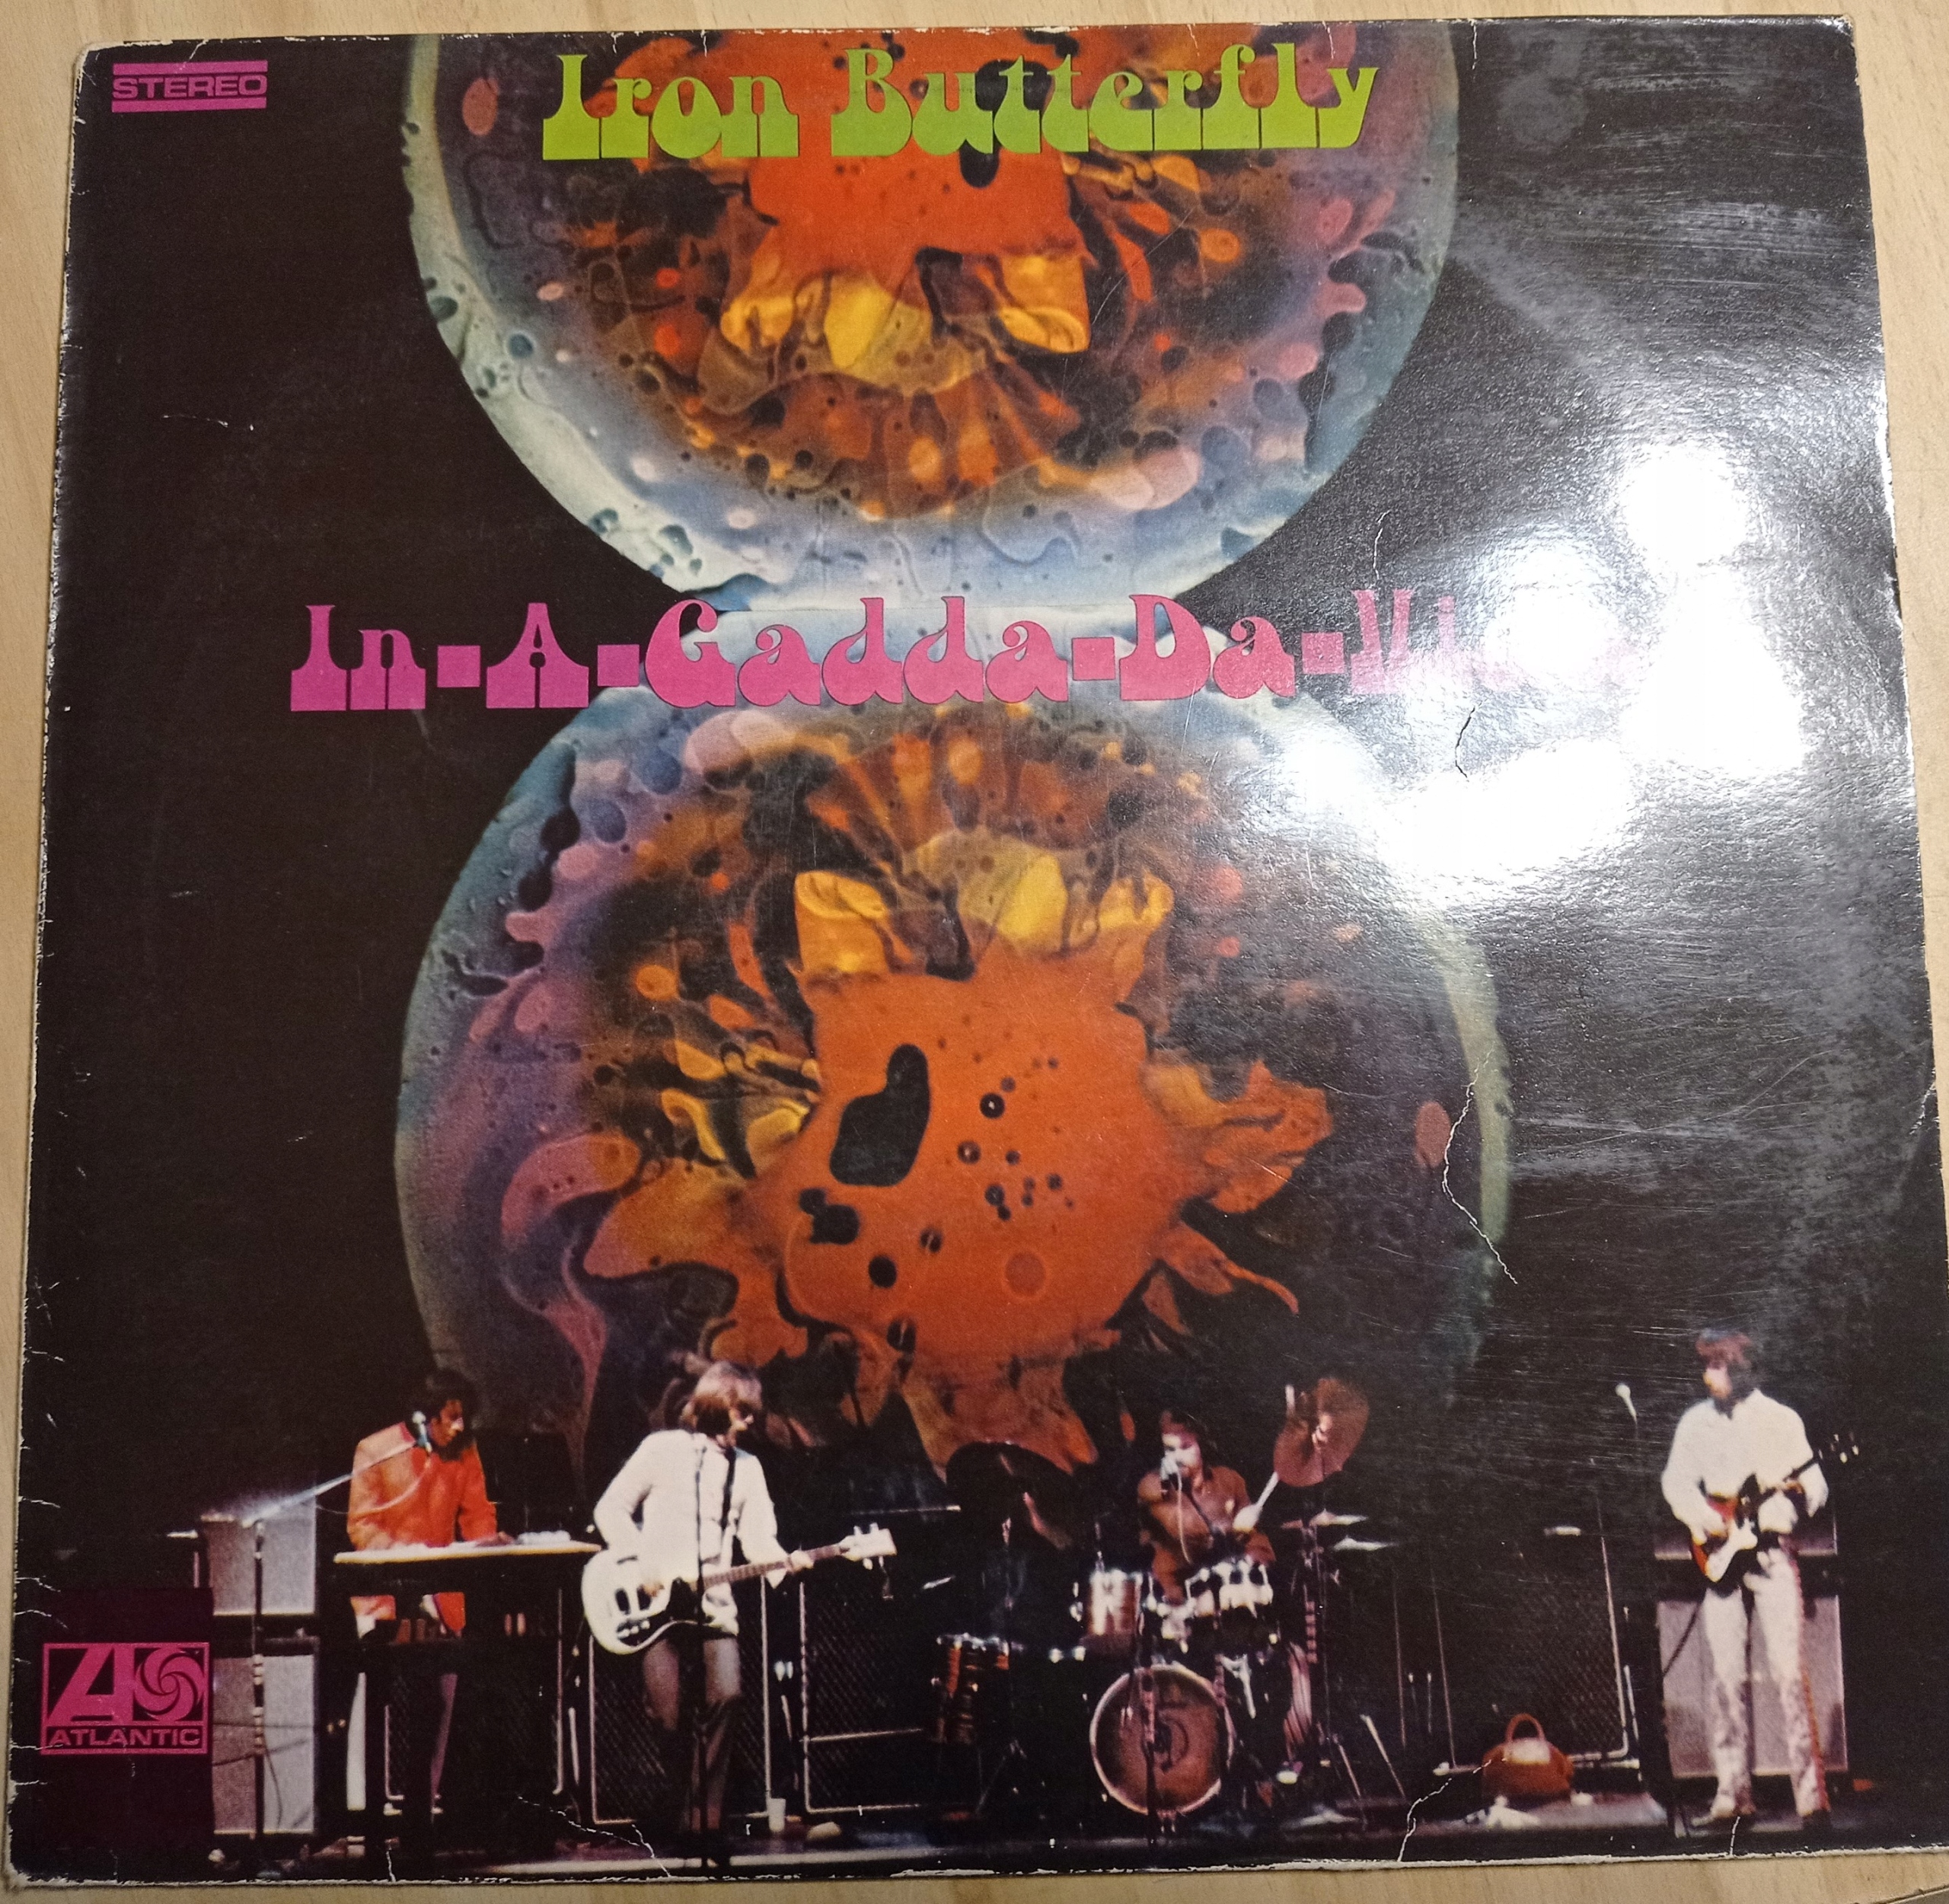 STEREO
Iron Butterfly
In-A-Gadda-Da-
ATLANTIC